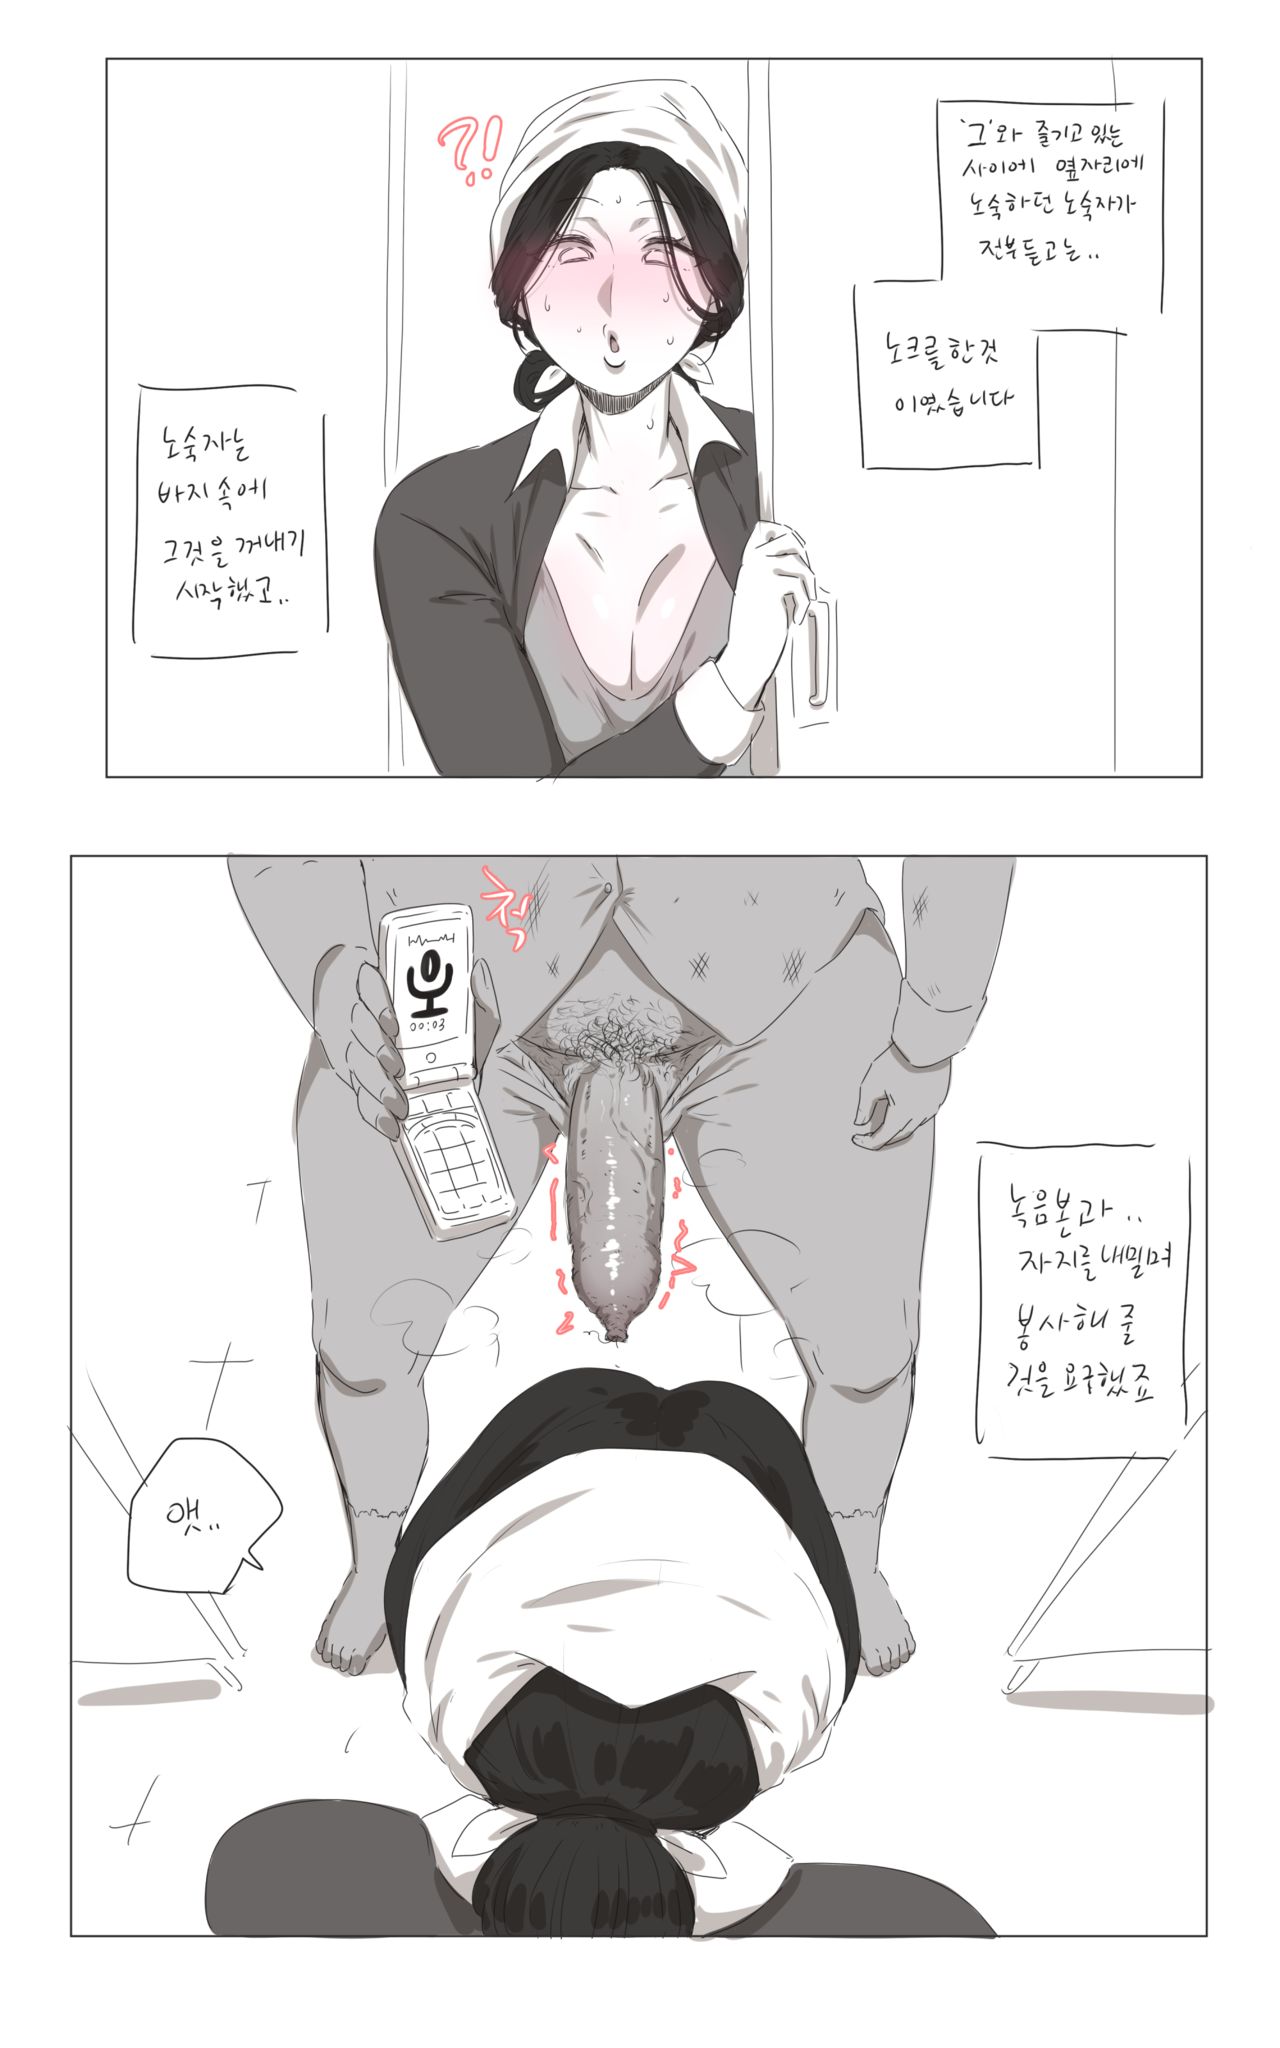 ?!
'그'와 즐기고 있는
사이에 옆자리에
노숙하던 노숙자가
전부듣고는..
노크를 한것
이였습니다
노숙자는
바지 속에
그것을 꺼내기
시작했고..
척
00:03
녹음본과..
자지를 내밀며
봉사해 줄
것을 요구했죠
앳..